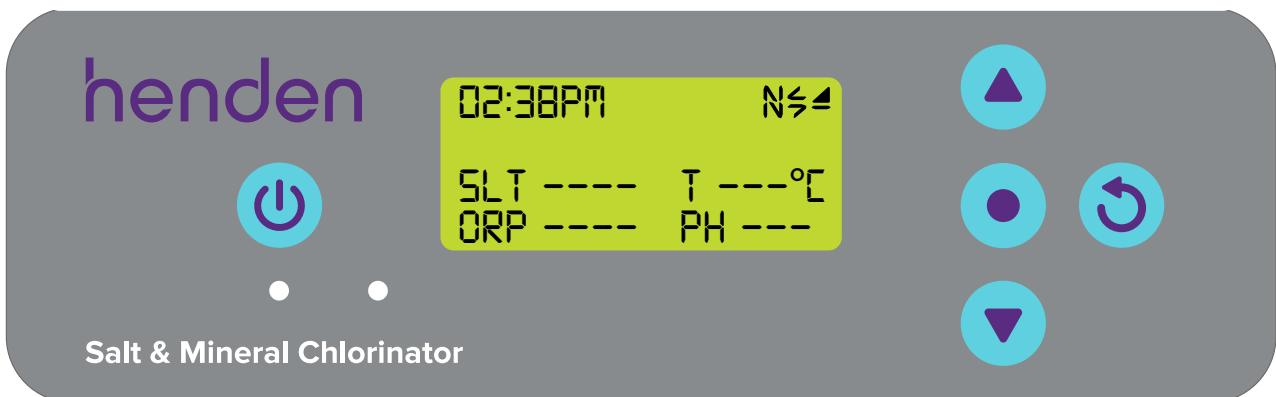 henden
02:38PM N
SLT ---- T ---°C
ORP ---- PH ---
Salt & Mineral Chlorinator